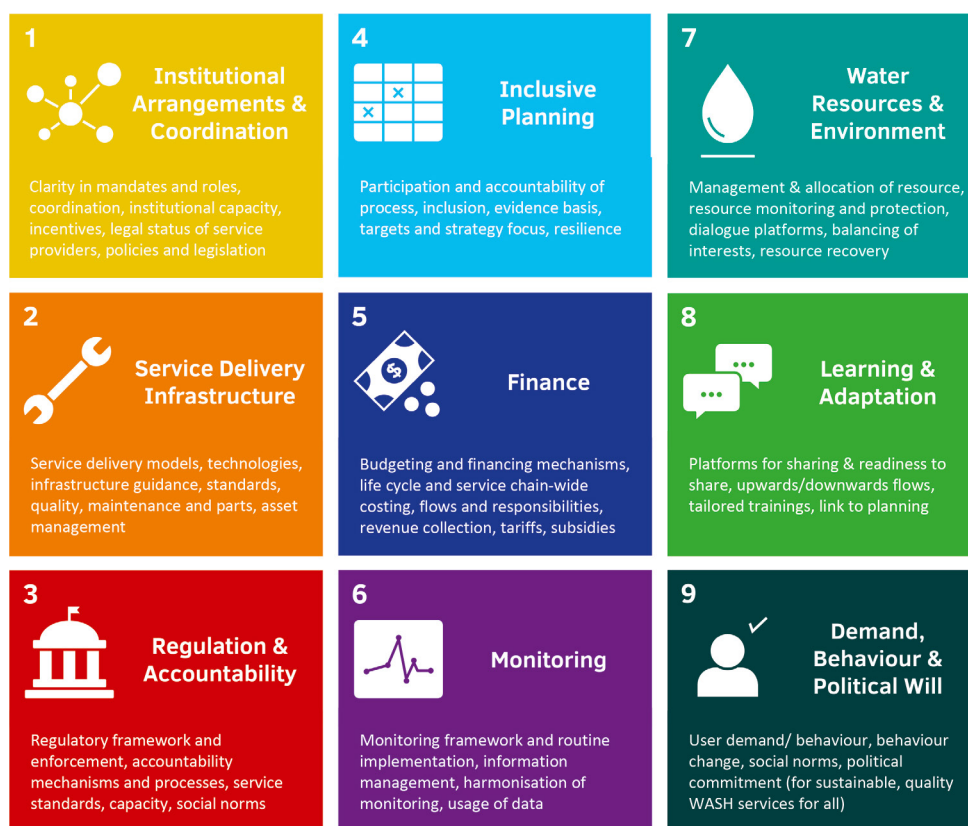 1
Institutional
Arrangements &
Coordination
Clarity in mandates and roles,
coordination, institutional capacity,
incentives, legal status of service
providers, policies and legislation
2
Service Delivery
Infrastructure
Service delivery models, technologies,
infrastructure guidance, standards,
quality, maintenance and parts, asset
management
3
Regulation &
Accountability
Regulatory framework and
enforcement, accountability
mechanisms and processes, service
standards, capacity, social norms
4
Inclusive
Planning
Participation and accountability of
process, inclusion, evidence basis,
targets and strategy focus, resilience
5
Finance
Budgeting and financing mechanisms,
life cycle and service chain-wide
costing, flows and responsibilities,
revenue collection, tariffs, subsidies
6
Monitoring
Monitoring framework and routine
implementation, information
management, harmonisation of
monitoring, usage of data
7
Water
Resources &
Environment
Management & allocation of resource,
resource monitoring and protection,
dialogue platforms, balancing of
interests, resource recovery
8
Learning &
Adaptation
Platforms for sharing & readiness to
share, upwards/downwards flows,
tailored trainings, link to planning
9
Demand,
Behaviour &
Political Will
User demand/ behaviour, behaviour
change, social norms, political
commitment (for sustainable, quality
WASH services for all)